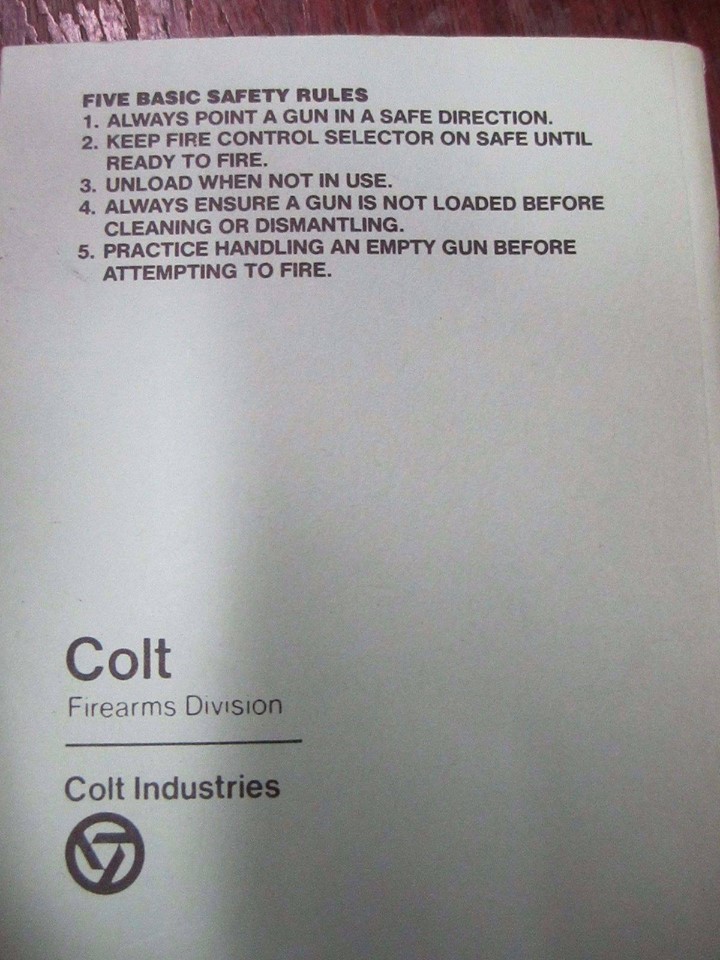 FIVE BASIC SAFETY RULES
1. ALWAYS POINT A GUN IN A SAFE DIRECTION.
2. KEEP FIRE CONTROL SELECTOR ON SAFE UNTIL
READY TO FIRE.
3. UNLOAD WHEN NOT IN USE.
4. ALWAYS ENSURE A GUN IS NOT LOADED BEFORE
CLEANING OR DISMANTLING.
5. PRACTICE HANDLING AN EMPTY GUN BEFORE
ATTEMPTING TO FIRE.
Colt
Firearms Division
Colt Industries